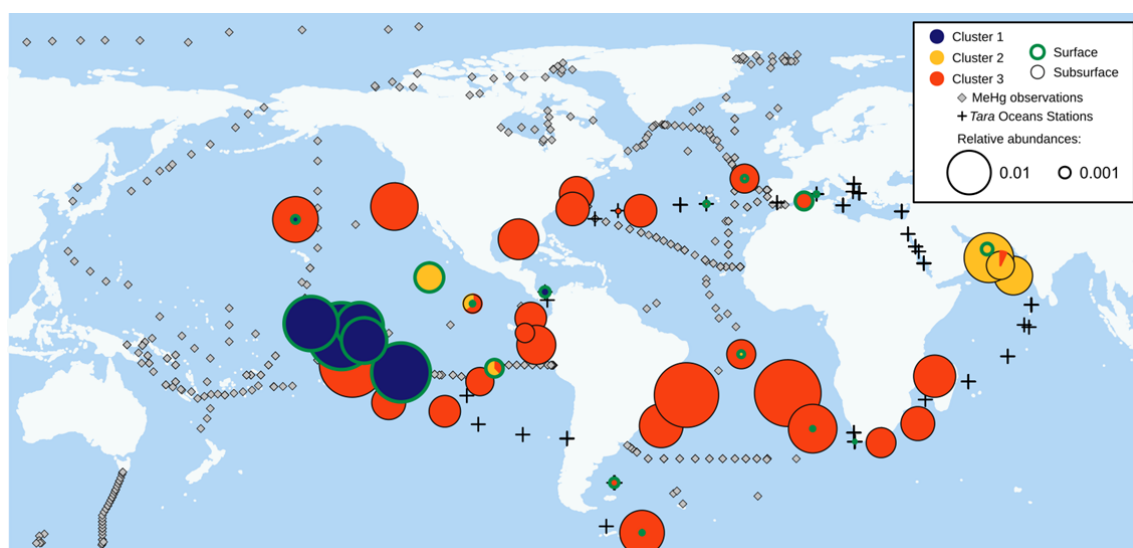 Cluster 1
Cluster 2
Cluster 3
Surface
Subsurface
MeHg observations
Tara Oceans Stations
Relative abundances:
0.01 0.001